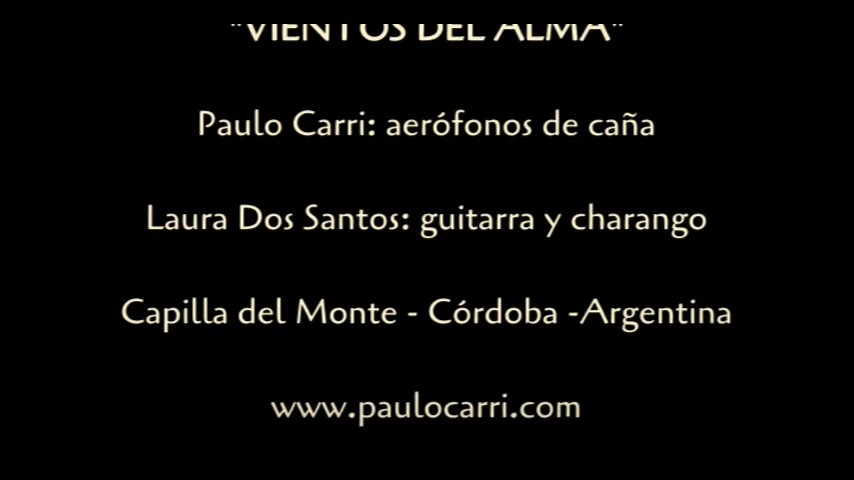 "VIENTOS DEL ALMA"
Paulo Carri: aerófonos de caña
Laura Dos Santos: guitarra y charango
Capilla del Monte - Córdoba -Argentina
www.paulocarri.com